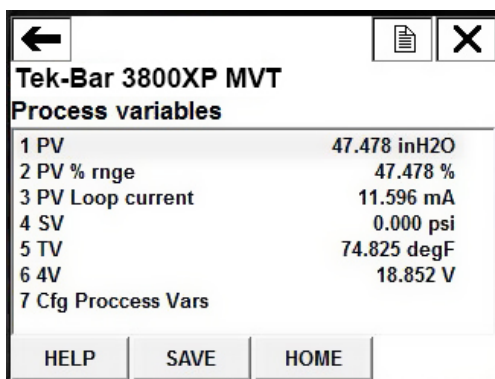 Tek-Bar 3800XP MVT
Process variables
1 PV 47.478 inH2O
2 PV % rnge 47.478 %
3 PV Loop current 11.596 mA
4 SV 0.000 psi
5 TV 74.825 degF
6 4V 18.852 V
7 Cfg Proccess Vars
HELP SAVE HOME